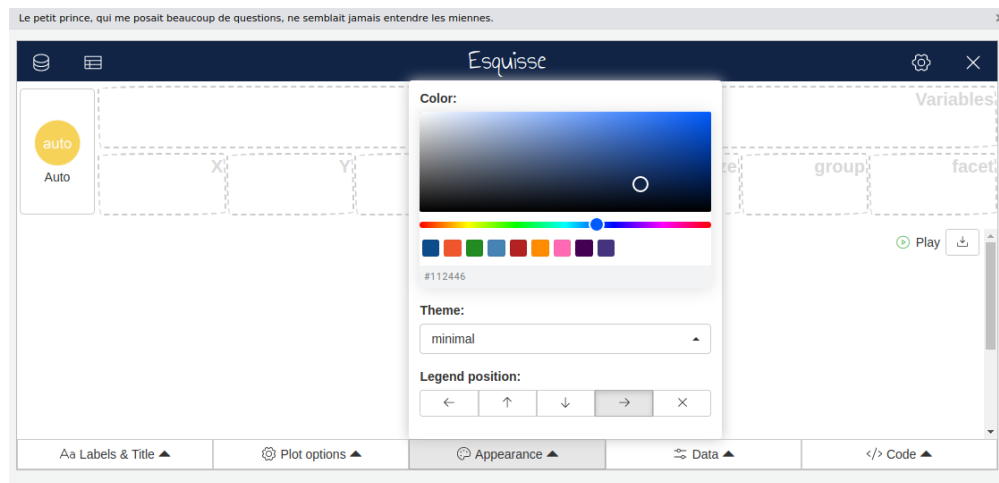 Le petit prince, qui me posait beaucoup de questions, ne semblait jamais entendre les miennes.
Esquisse
Color:
Variables
auto
Auto
X
Y
ze
group
facet
Play
#112446
Theme:
minimal
Legend position:
Aa Labels & Title
Plot options
Appearance
Data
</> Code